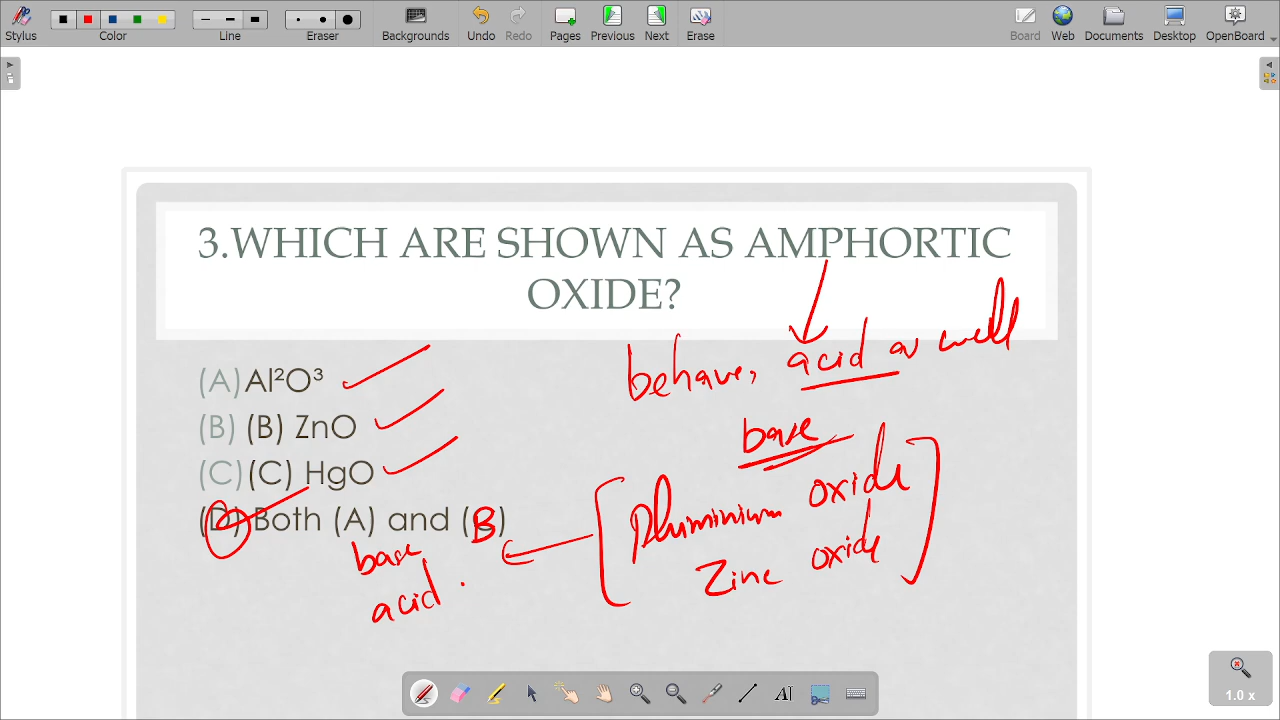 Stylus Color Line Eraser Backgrounds Undo Redo Pages Previous Next Erase Board Web Documents Desktop OpenBoard
3.WHICH ARE SHOWN AS AMPHORTIC
OXIDE?
behave, acid as well
base
(A) Al²O³
(B) (B) ZnO
(C) (C) HgO
(D) Both (A) and (B)
base
acid
Aluminium oxide
Zinc oxide
AI
1.0 x